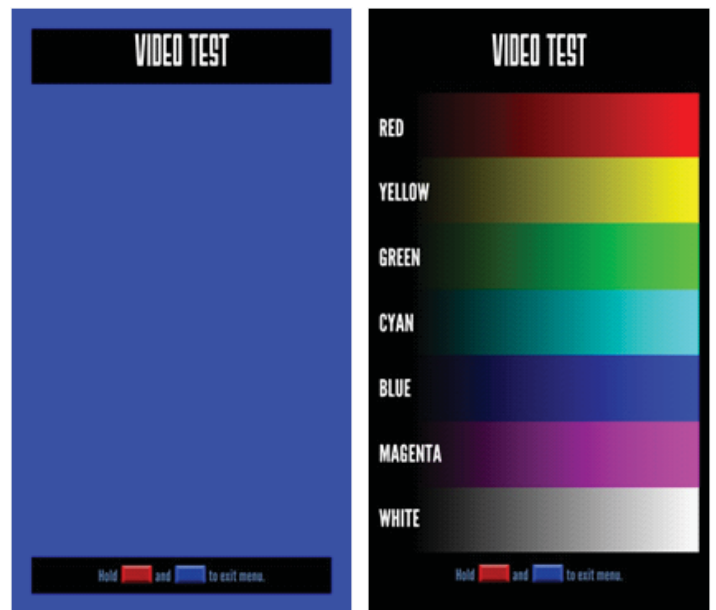 VIDEO TEST
Hold and to exit menu.
VIDEO TEST
RED
YELLOW
GREEN
CYAN
BLUE
MAGENTA
WHITE
Hold and to exit menu.